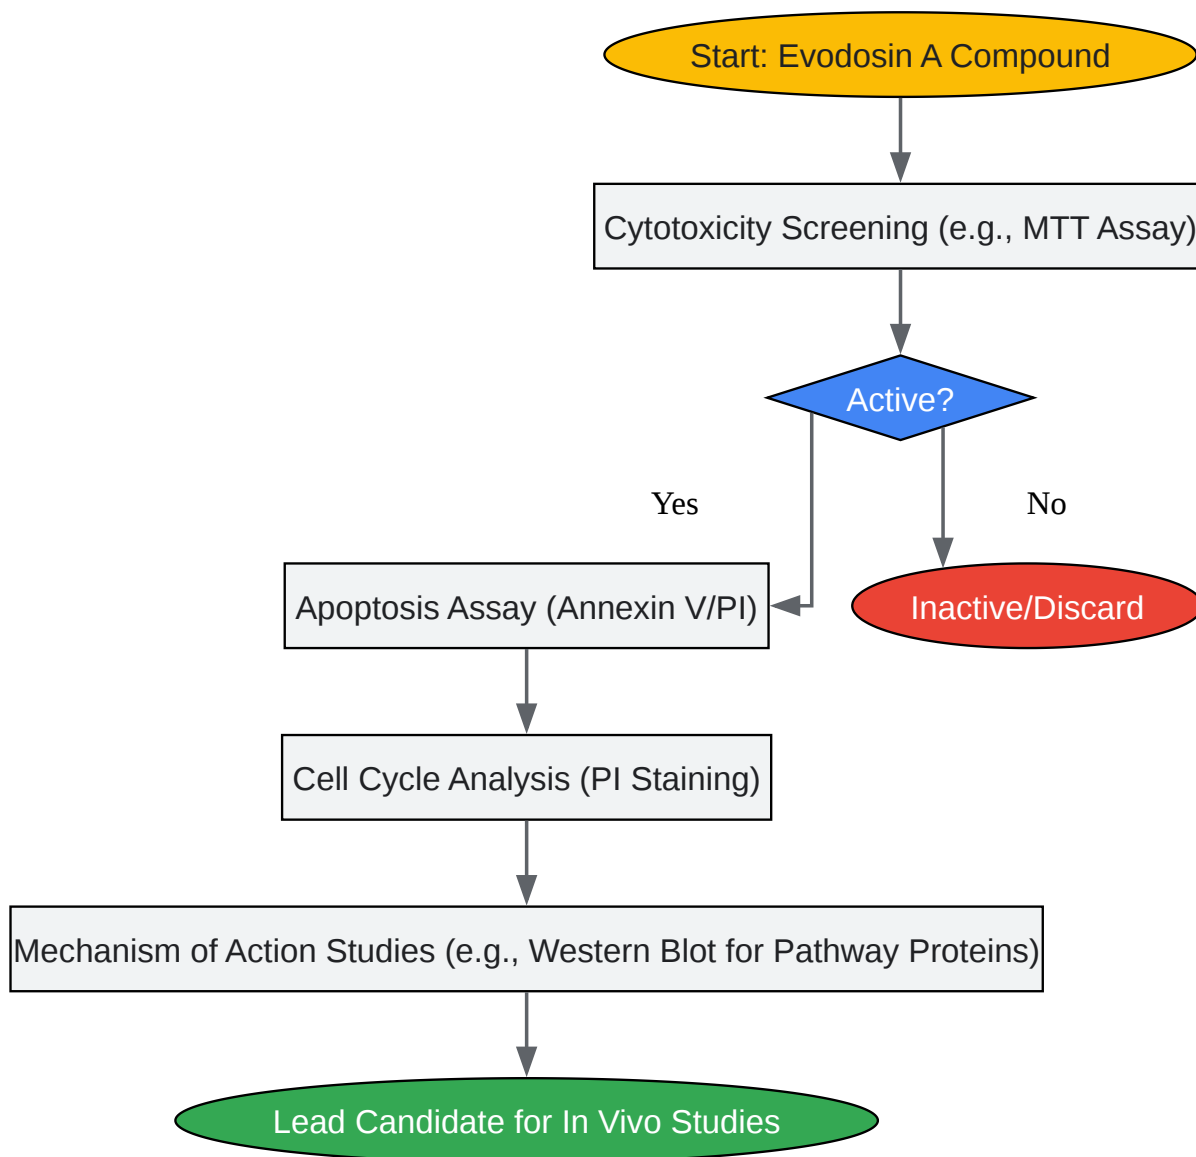 Start: Evodosin A Compound
Cytotoxicity Screening (e.g., MTT Assay)
Active?
Yes
No
Apoptosis Assay (Annexin V/PI)
Inactive/Discard
Cell Cycle Analysis (PI Staining)
Mechanism of Action Studies (e.g., Western Blot for Pathway Proteins)
Lead Candidate for In Vivo Studies